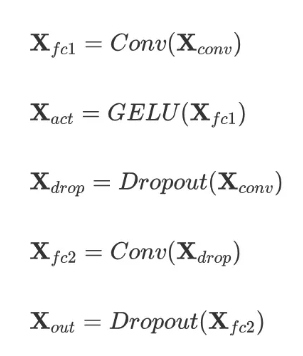 X_{fc1} = Conv(X_{conv})
X_{act} = GELU(X_{fc1})
X_{drop} = Dropout(X_{conv})
X_{fc2} = Conv(X_{drop})
X_{out} = Dropout(X_{fc2})